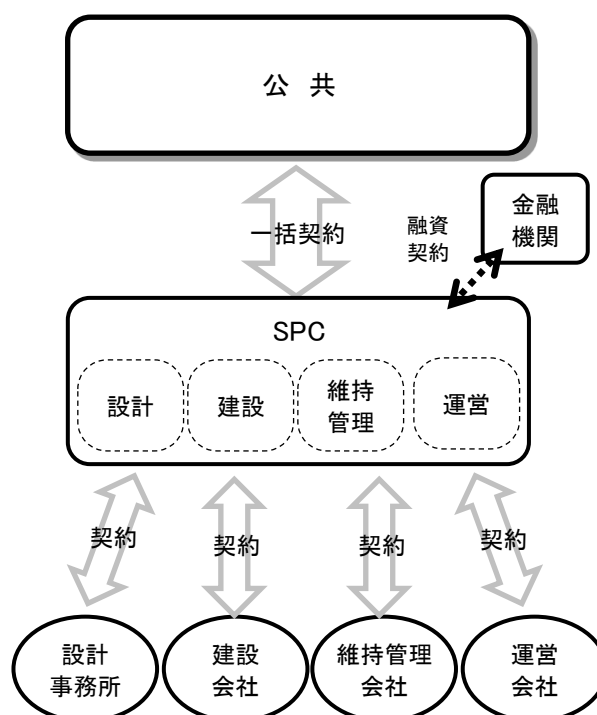 公 共
金融
機関
融資
契約
一括契約
SPC
設計
建設
維持
管理
運営
契約
契約
契約
契約
設計
事務所
建設
会社
維持管理
会社
運営
会社